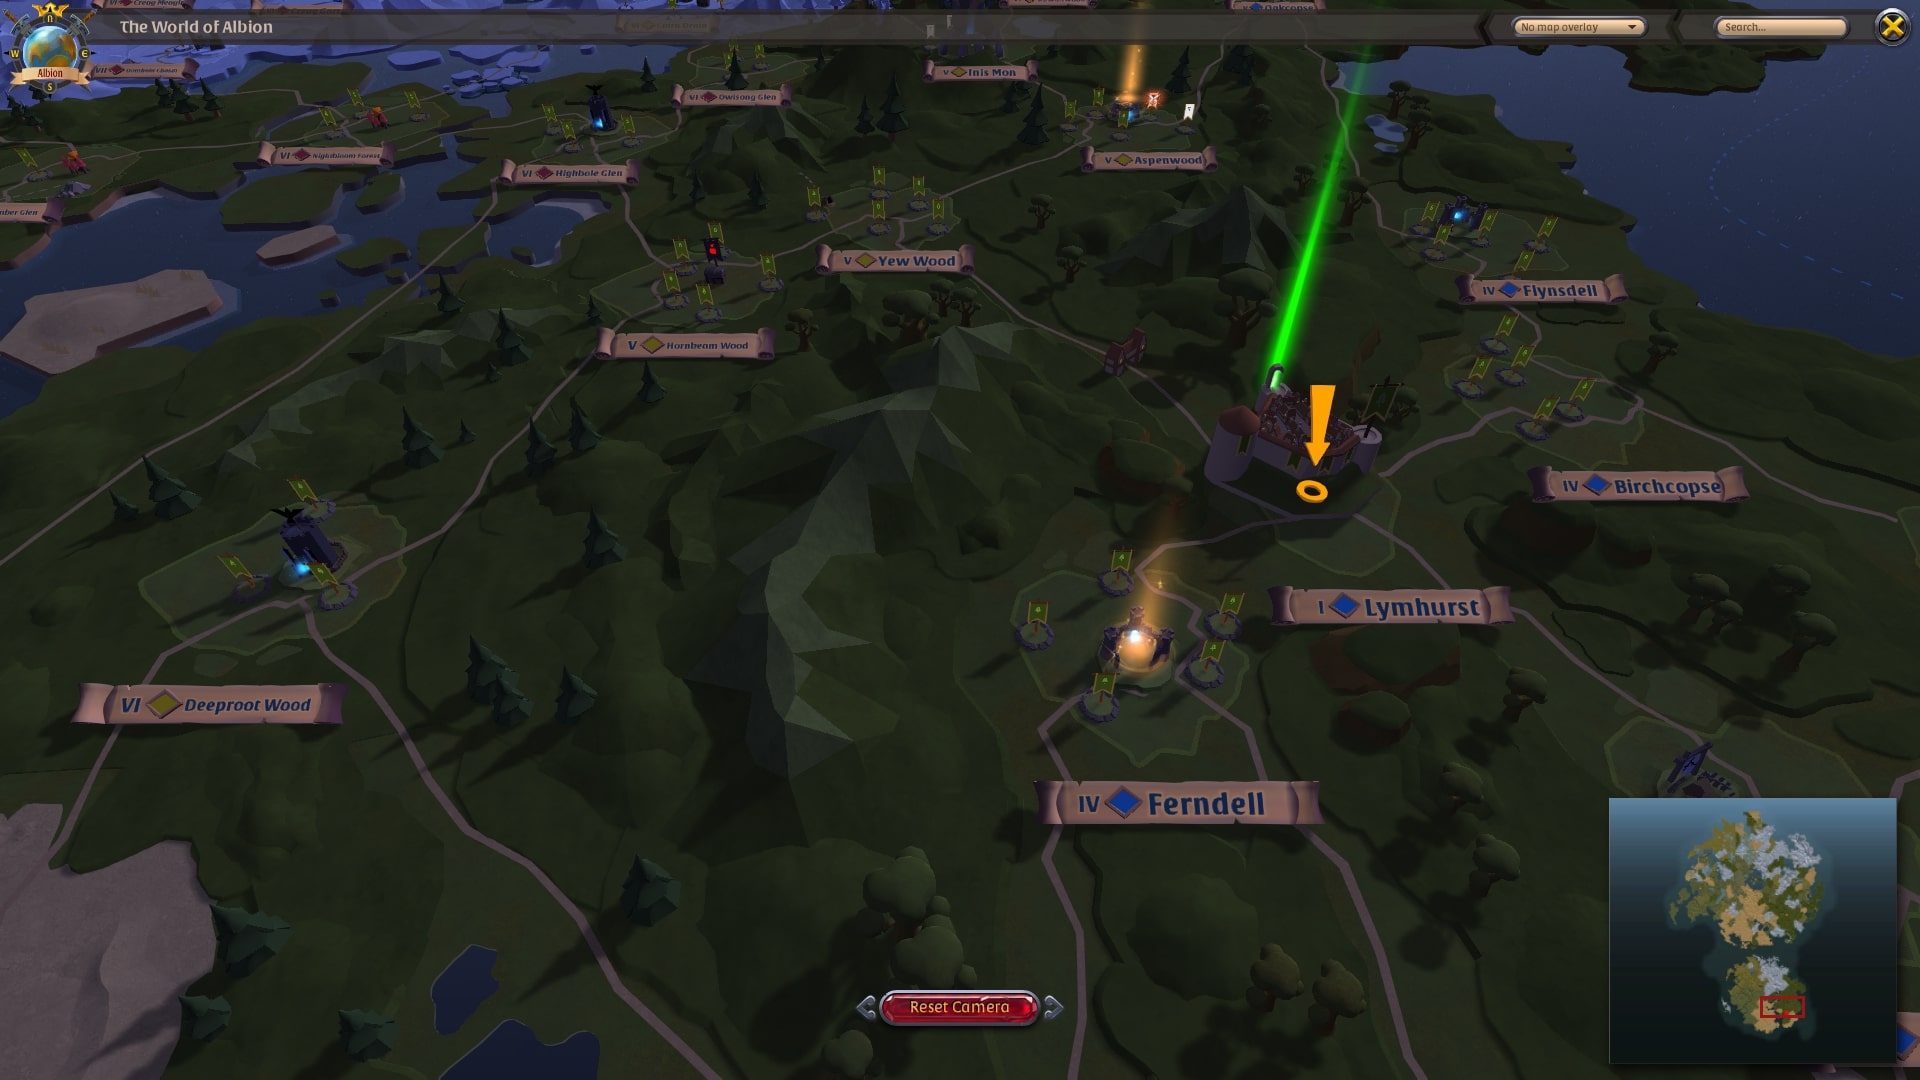 The World of Albion
No map overlay
Search...
N
W
E
Albion
S
V Inis Mon
VI Owlsong Glen
V Aspenwood
VI Nightbloom Forest
VI Highbole Glen
V Yew Wood
IV Flynsdell
V Hornbeam Wood
IV Birchcopse
I Lymhurst
VI Deeproot Wood
IV Ferndell
Reset Camera